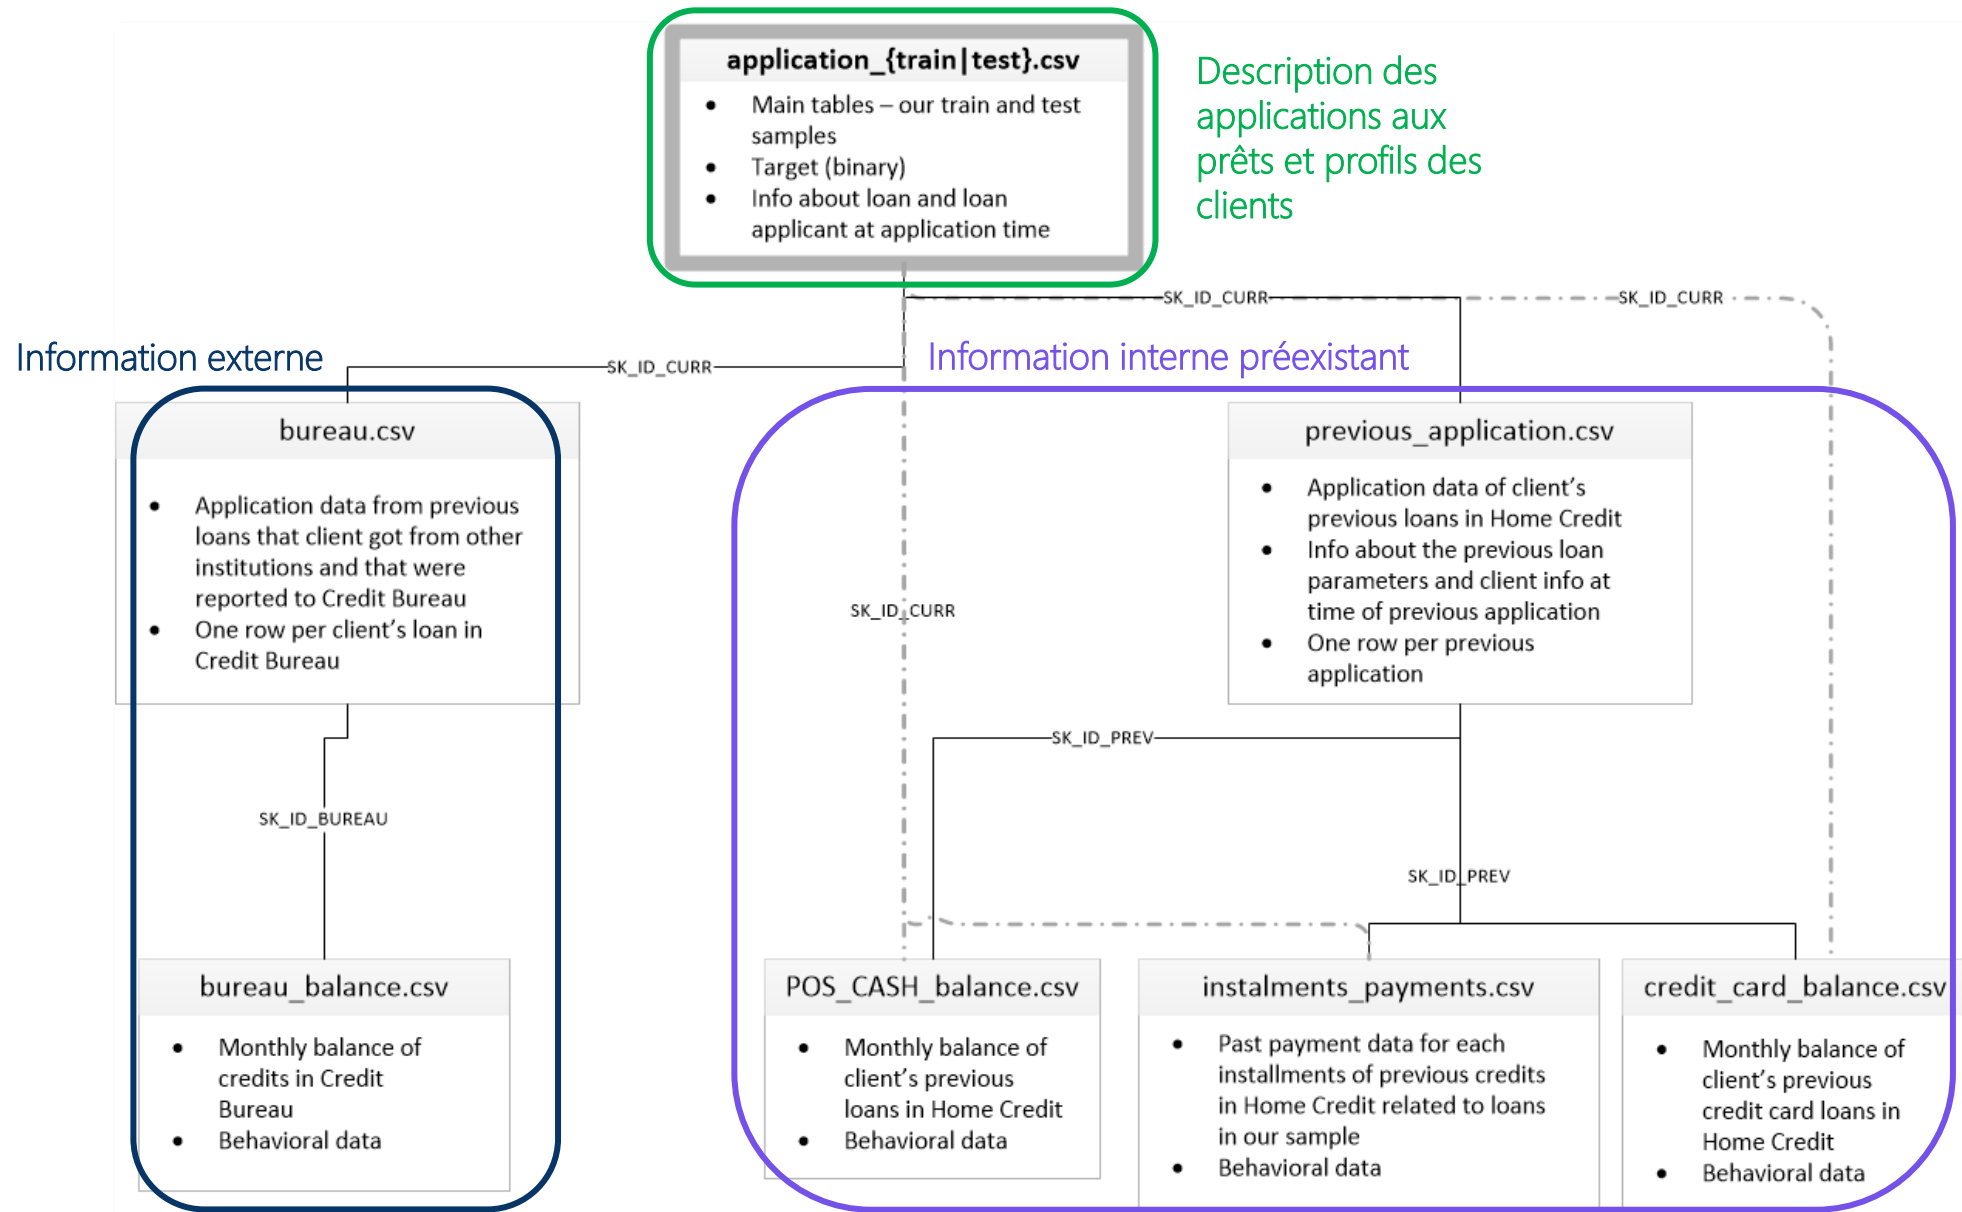 application_{train|test}.csv
• Main tables – our train and test
samples
• Target (binary)
• Info about loan and loan
applicant at application time
Description des
applications aux
prêts et profils des
clients
SK_ID_CURR
SK_ID_CURR
Information externe
SK_ID_CURR
Information interne préexistant
bureau.csv
• Application data from previous
loans that client got from other
institutions and that were
reported to Credit Bureau
• One row per client’s loan in
Credit Bureau
SK_ID_CURR
previous_application.csv
• Application data of client’s
previous loans in Home Credit
• Info about the previous loan
parameters and client info at
time of previous application
• One row per previous
application
SK_ID_PREV
SK_ID_BUREAU
SK_ID_PREV
bureau_balance.csv
• Monthly balance of
credits in Credit
Bureau
• Behavioral data
POS_CASH_balance.csv
• Monthly balance of
client’s previous
loans in Home Credit
• Behavioral data
instalments_payments.csv
• Past payment data for each
installments of previous credits
in Home Credit related to loans
in our sample
• Behavioral data
credit_card_balance.csv
• Monthly balance of
client’s previous
credit card loans in
Home Credit
• Behavioral data